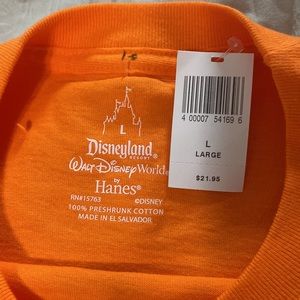 L
Disneyland
RESORT
WALT DISNEY World
by
Hanes®
RN#15763 ©DISNEY
100% PRESHRUNK COTTON
MADE IN EL SALVADOR
4 00007 54169 6
L
LARGE
$21.95